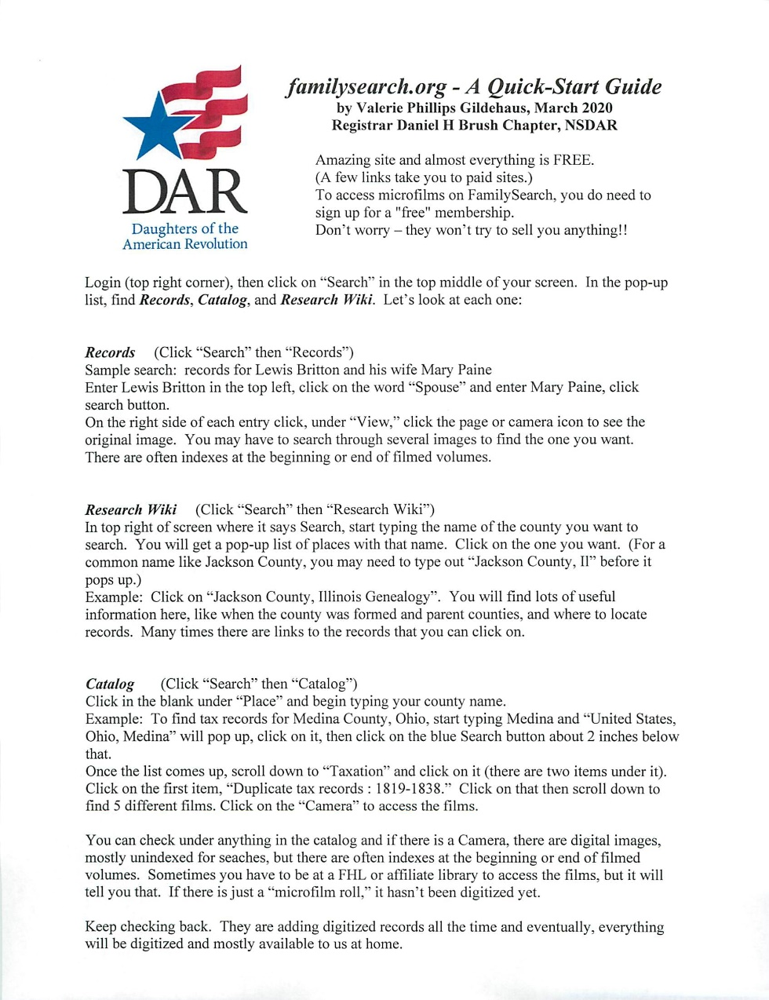 familysearch.org - A Quick-Start Guide
by Valerie Phillips Gildehaus, March 2020
Registrar Daniel H Brush Chapter, NSDAR
DAR
Daughters of the
American Revolution
Amazing site and almost everything is FREE.
(A few links take you to paid sites.)
To access microfilms on FamilySearch, you do need to
sign up for a "free" membership.
Don't worry – they won't try to sell you anything!!
Login (top right corner), then click on “Search” in the top middle of your screen. In the pop-up
list, find Records, Catalog, and Research Wiki. Let's look at each one:
Records (Click “Search” then “Records”)
Sample search: records for Lewis Britton and his wife Mary Paine
Enter Lewis Britton in the top left, click on the word “Spouse” and enter Mary Paine, click
search button.
On the right side of each entry click, under “View,” click the page or camera icon to see the
original image. You may have to search through several images to find the one you want.
There are often indexes at the beginning or end of filmed volumes.
Research Wiki (Click “Search” then “Research Wiki”)
In top right of screen where it says Search, start typing the name of the county you want to
search. You will get a pop-up list of places with that name. Click on the one you want. (For a
common name like Jackson County, you may need to type out “Jackson County, Il” before it
pops up.)
Example: Click on “Jackson County, Illinois Genealogy”. You will find lots of useful
information here, like when the county was formed and parent counties, and where to locate
records. Many times there are links to the records that you can click on.
Catalog (Click “Search” then “Catalog”)
Click in the blank under “Place” and begin typing your county name.
Example: To find tax records for Medina County, Ohio, start typing Medina and “United States,
Ohio, Medina” will pop up, click on it, then click on the blue Search button about 2 inches below
that.
Once the list comes up, scroll down to “Taxation” and click on it (there are two items under it).
Click on the first item, “Duplicate tax records : 1819-1838.” Click on that then scroll down to
find 5 different films. Click on the “Camera” to access the films.
You can check under anything in the catalog and if there is a Camera, there are digital images,
mostly unindexed for seaches, but there are often indexes at the beginning or end of filmed
volumes. Sometimes you have to be at a FHL or affiliate library to access the films, but it will
tell you that. If there is just a “microfilm roll,” it hasn't been digitized yet.
Keep checking back. They are adding digitized records all the time and eventually, everything
will be digitized and mostly available to us at home.